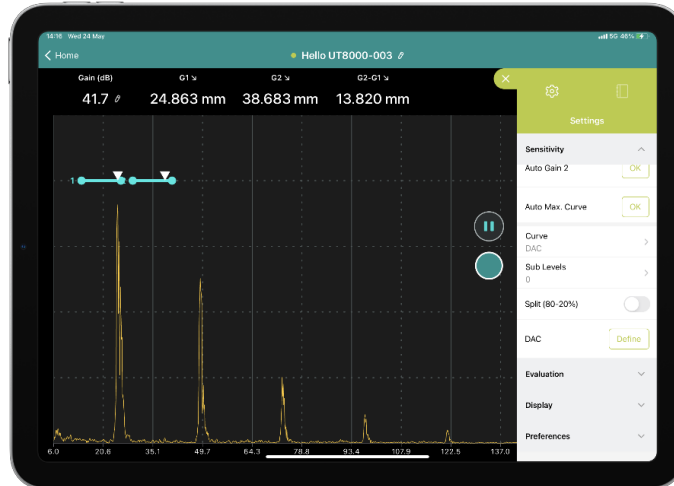 14:16 Wed 24 May
5G 46%
Home
Hello UT8000-003
Gain (dB) G1 G2 G2-G1
41.7 24.863 mm 38.683 mm 13.820 mm
Settings
Sensitivity
Auto Gain 2 OK
Auto Max. Curve OK
Curve
DAC
Sub Levels
0
Split (80-20%)
DAC Define
Evaluation
Display
Preferences
1
6.0 20.6 35.1 49.7 64.3 78.8 93.4 107.9 122.5 137.0